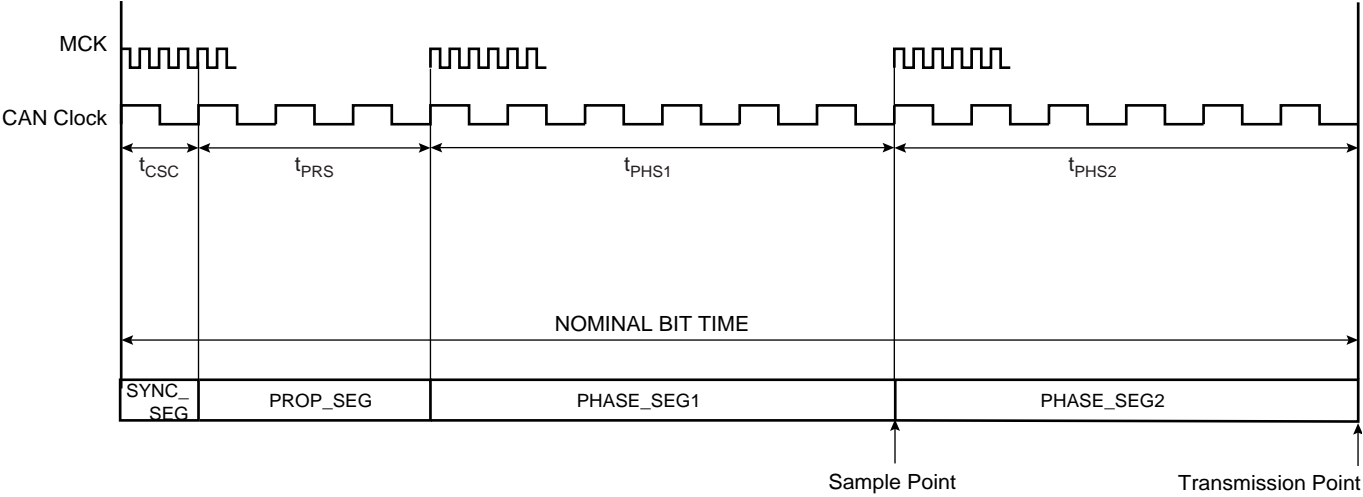 MCK
CAN Clock
tCSC
tPRS
tPHS1
tPHS2
NOMINAL BIT TIME
SYNC_
SEG
PROP_SEG
PHASE_SEG1
PHASE_SEG2
Sample Point
Transmission Point